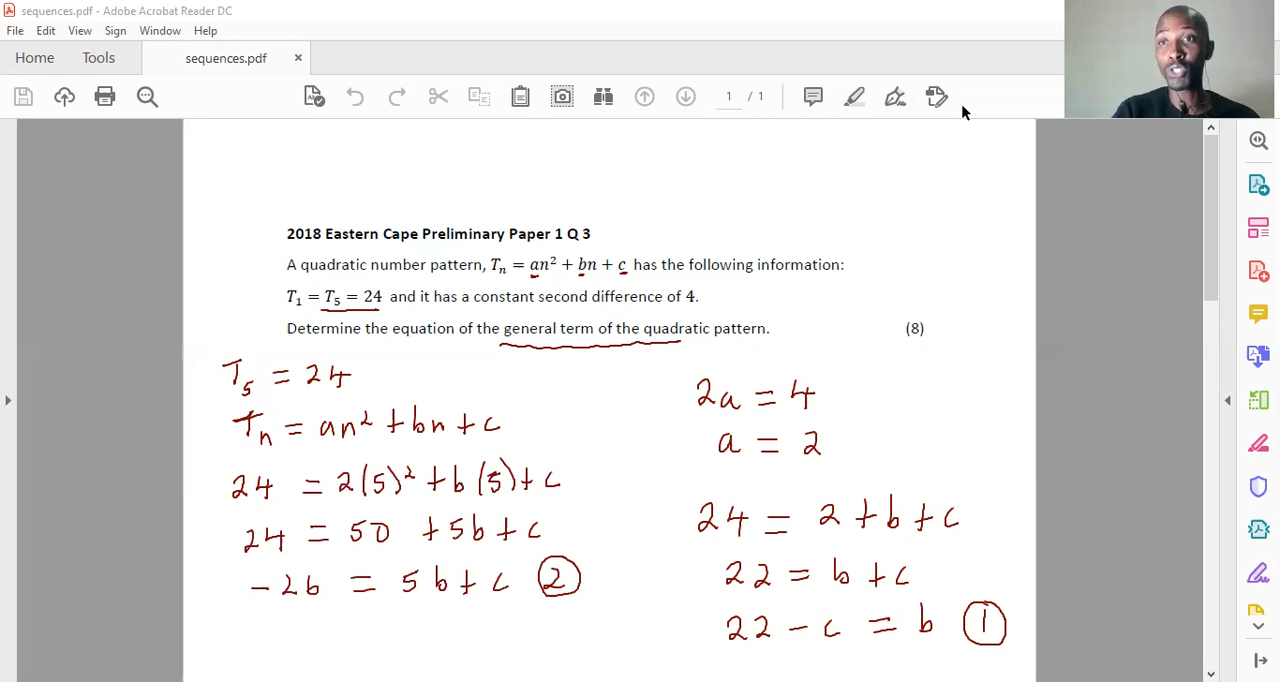 sequences.pdf - Adobe Acrobat Reader DC
File Edit View Sign Window Help
Home Tools sequences.pdf ×
1 / 1
2018 Eastern Cape Preliminary Paper 1 Q 3
A quadratic number pattern, Tₙ = an² + bn + c has the following information:
T₁ = T₅ = 24 and it has a constant second difference of 4.
Determine the equation of the general term of the quadratic pattern. (8)
T₅ = 24
Tₙ = an² + bn + c
24 = 2(5)² + b(5) + c
24 = 50 + 5b + c
-26 = 5b + c ②
2a = 4
a = 2
24 = 2 + b + c
22 = b + c
22 - c = b ①